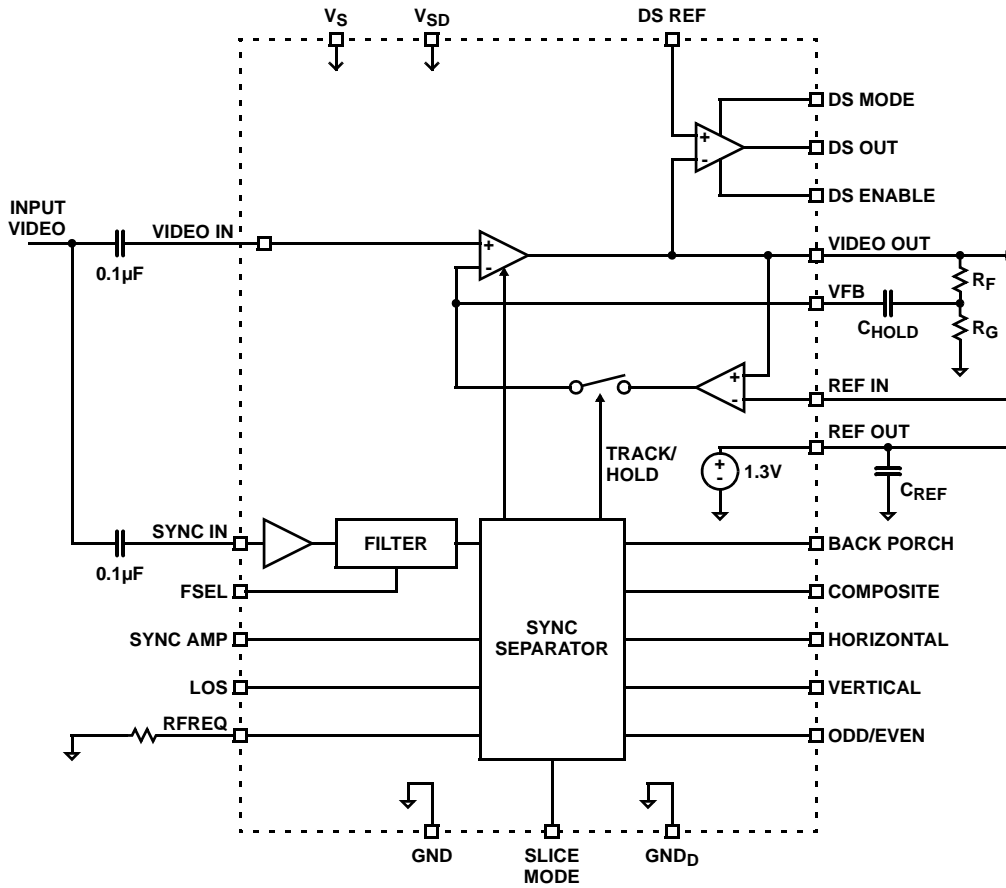 VS
VSD
DS REF
DS MODE
DS OUT
DS ENABLE
INPUT
VIDEO
0.1µF
VIDEO IN
+
-
+
-
VIDEO OUT
RF
VFB
CHOLD
RG
+
-
REF IN
REF OUT
TRACK/
HOLD
+
-
1.3V
CREF
SYNC IN
0.1µF
FILTER
BACK PORCH
FSEL
COMPOSITE
SYNC
SEPARATOR
SYNC AMP
HORIZONTAL
LOS
VERTICAL
RFREQ
ODD/EVEN
GND
SLICE
MODE
GNDD